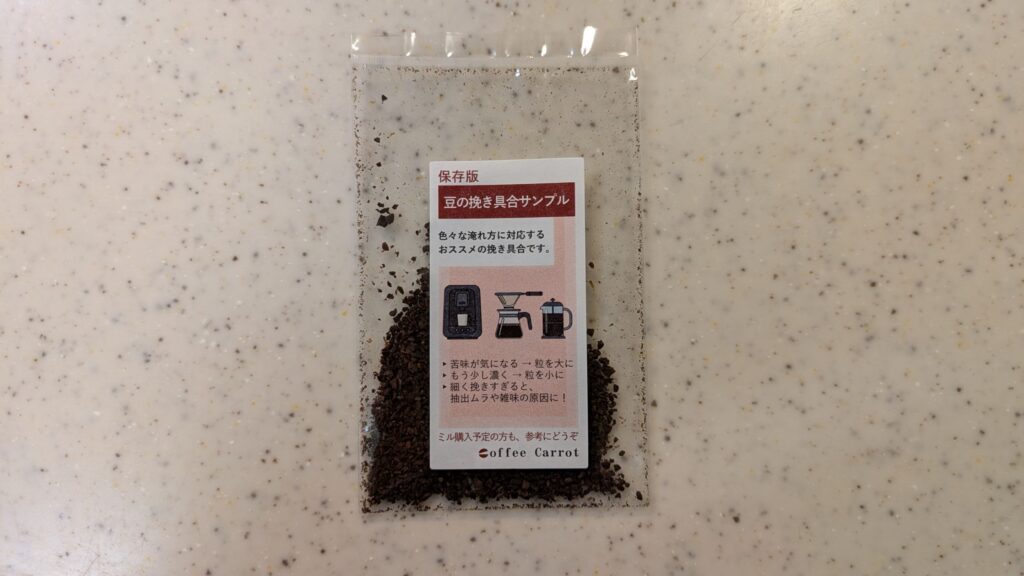 保存版
豆の挽き具合サンプル
色々な淹れ方に対応する
おススメの挽き具合です。
▸ 苦味が気になる → 粒を大に
▸ もう少し濃く → 粒を小に
▸ 細く挽きすぎると、
抽出ムラや雑味の原因に！
ミル購入予定の方も、参考にどうぞ
Coffee Carrot